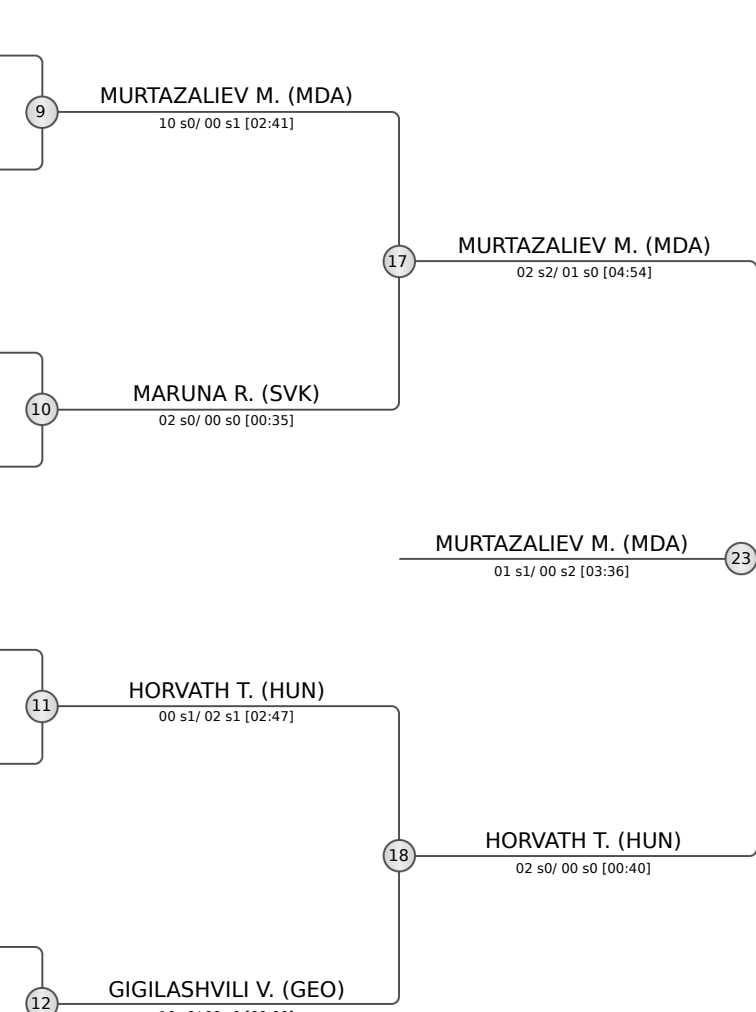 9
MURTAZALIEV M. (MDA)
10 s0/ 00 s1 [02:41]
17
MURTAZALIEV M. (MDA)
02 s2/ 01 s0 [04:54]
10
MARUNA R. (SVK)
02 s0/ 00 s0 [00:35]
MURTAZALIEV M. (MDA)
01 s1/ 00 s2 [03:36]
23
11
HORVATH T. (HUN)
00 s1/ 02 s1 [02:47]
18
HORVATH T. (HUN)
02 s0/ 00 s0 [00:40]
12
GIGILASHVILI V. (GEO)